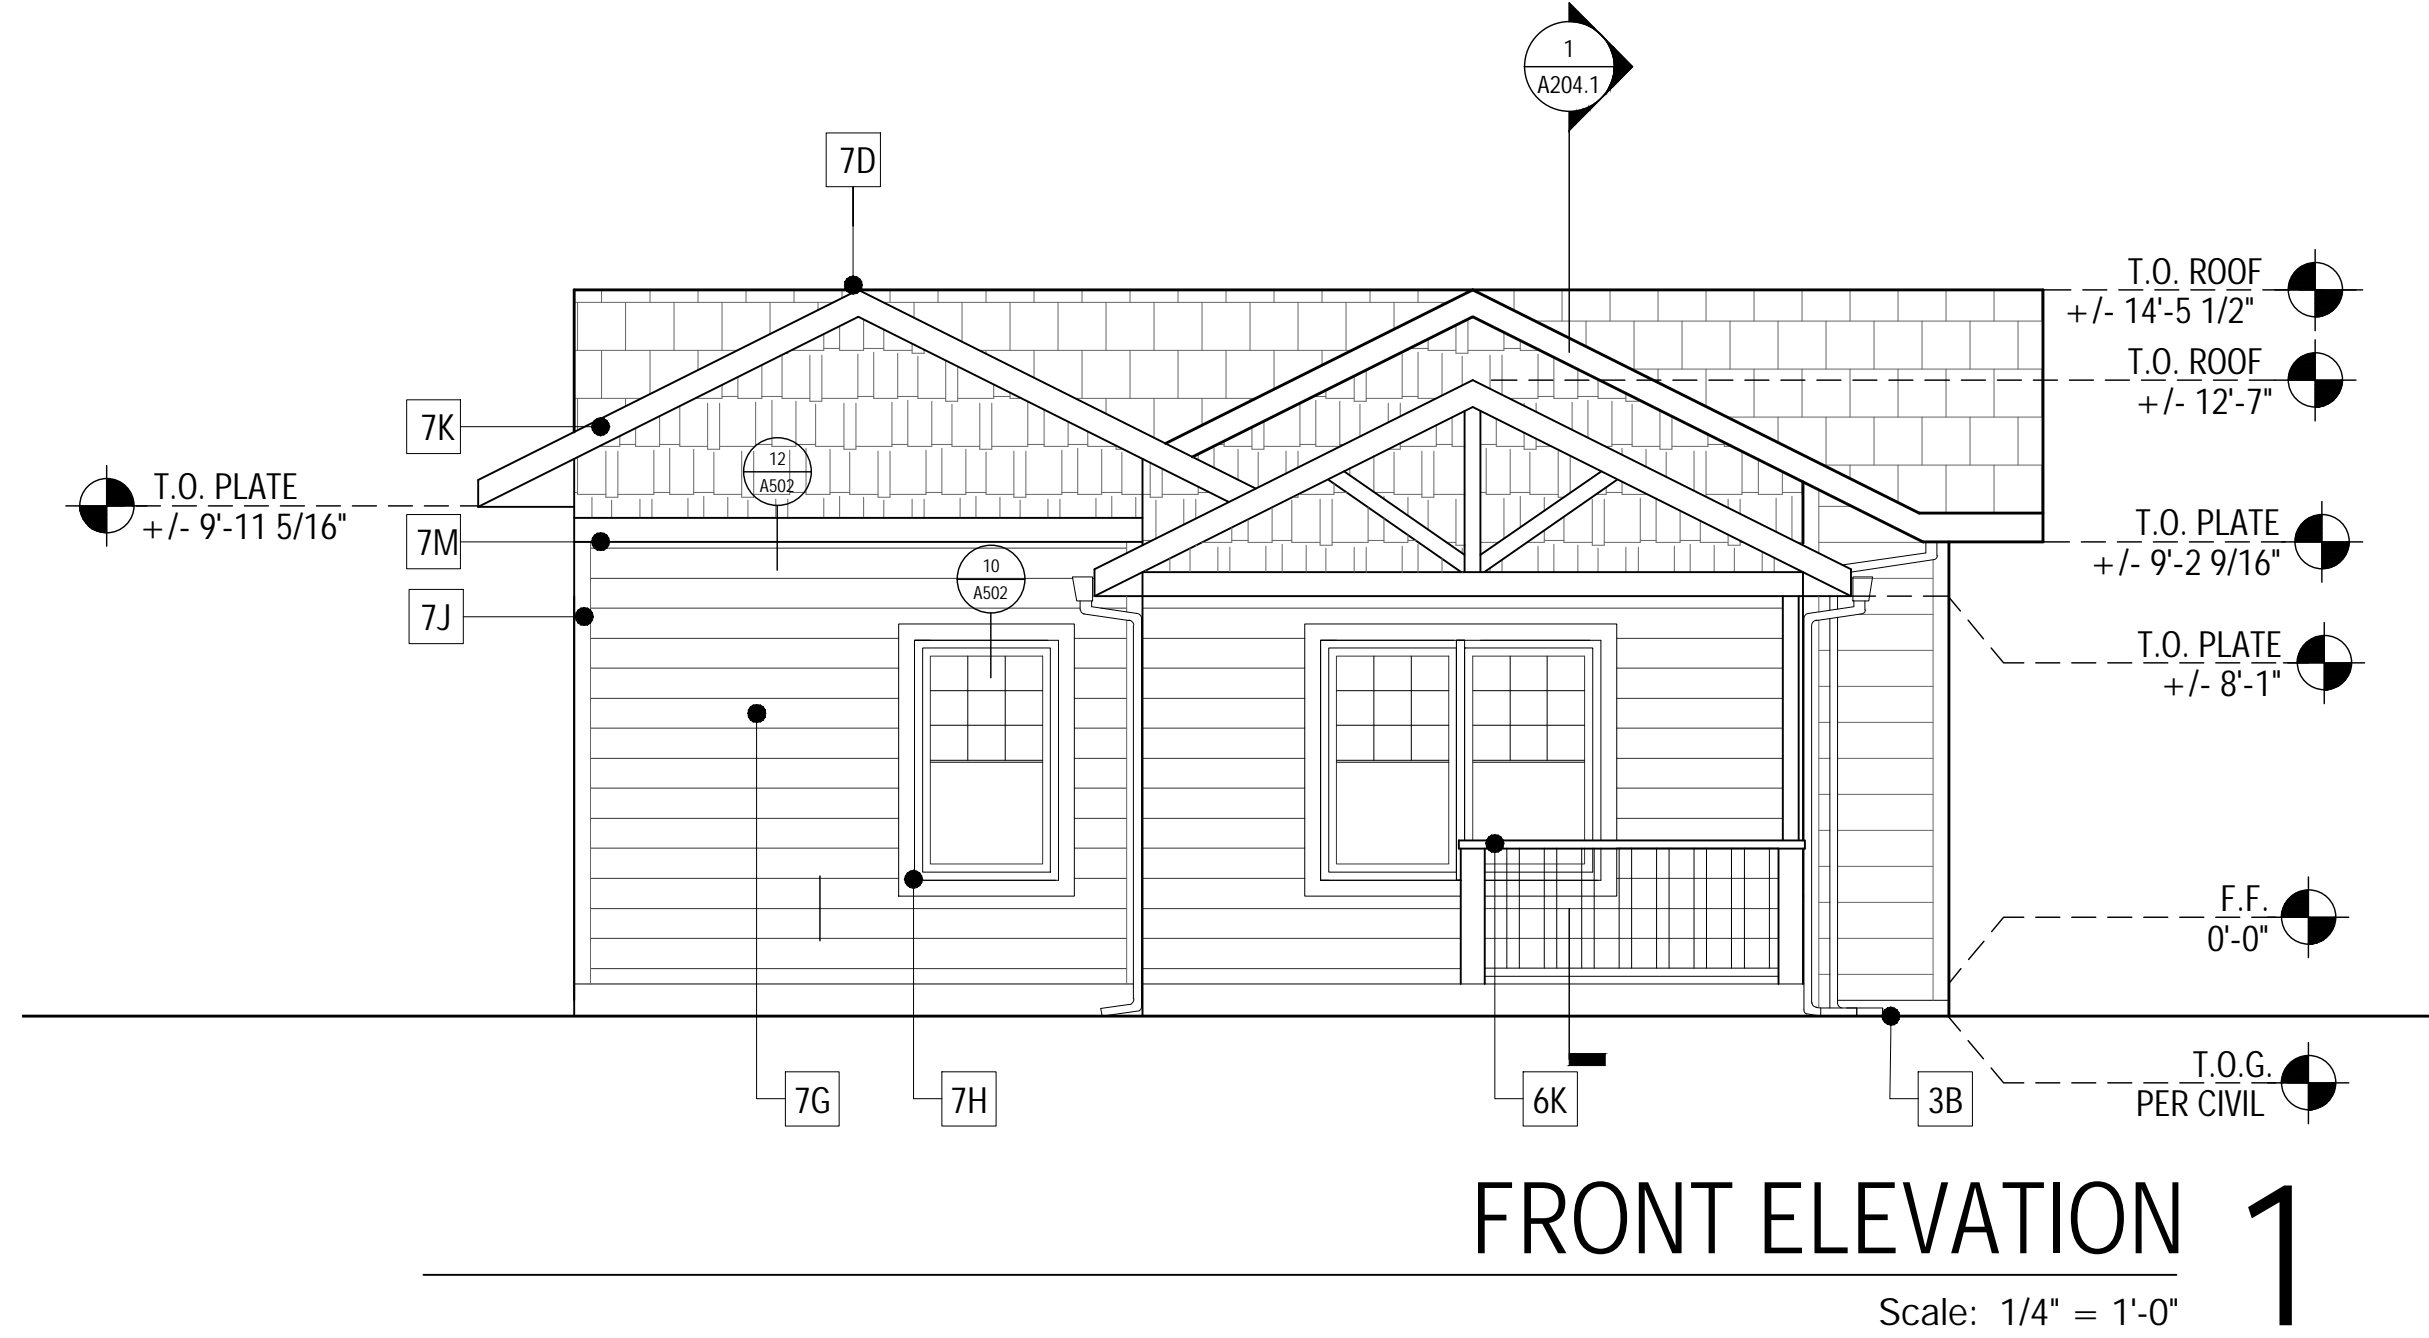 1
A204.1
7D
T.O. ROOF
+/- 14'-5 1/2"
T.O. ROOF
+/- 12'-7"
7K
12
A502
T.O. PLATE
+/- 9'-11 5/16"
7M
T.O. PLATE
+/- 9'-2 9/16"
10
A502
7J
T.O. PLATE
+/- 8'-1"
F.F.
0'-0"
T.O.G.
PER CIVIL
7G
7H
6K
3B
FRONT ELEVATION
1
Scale: 1/4" = 1'-0"